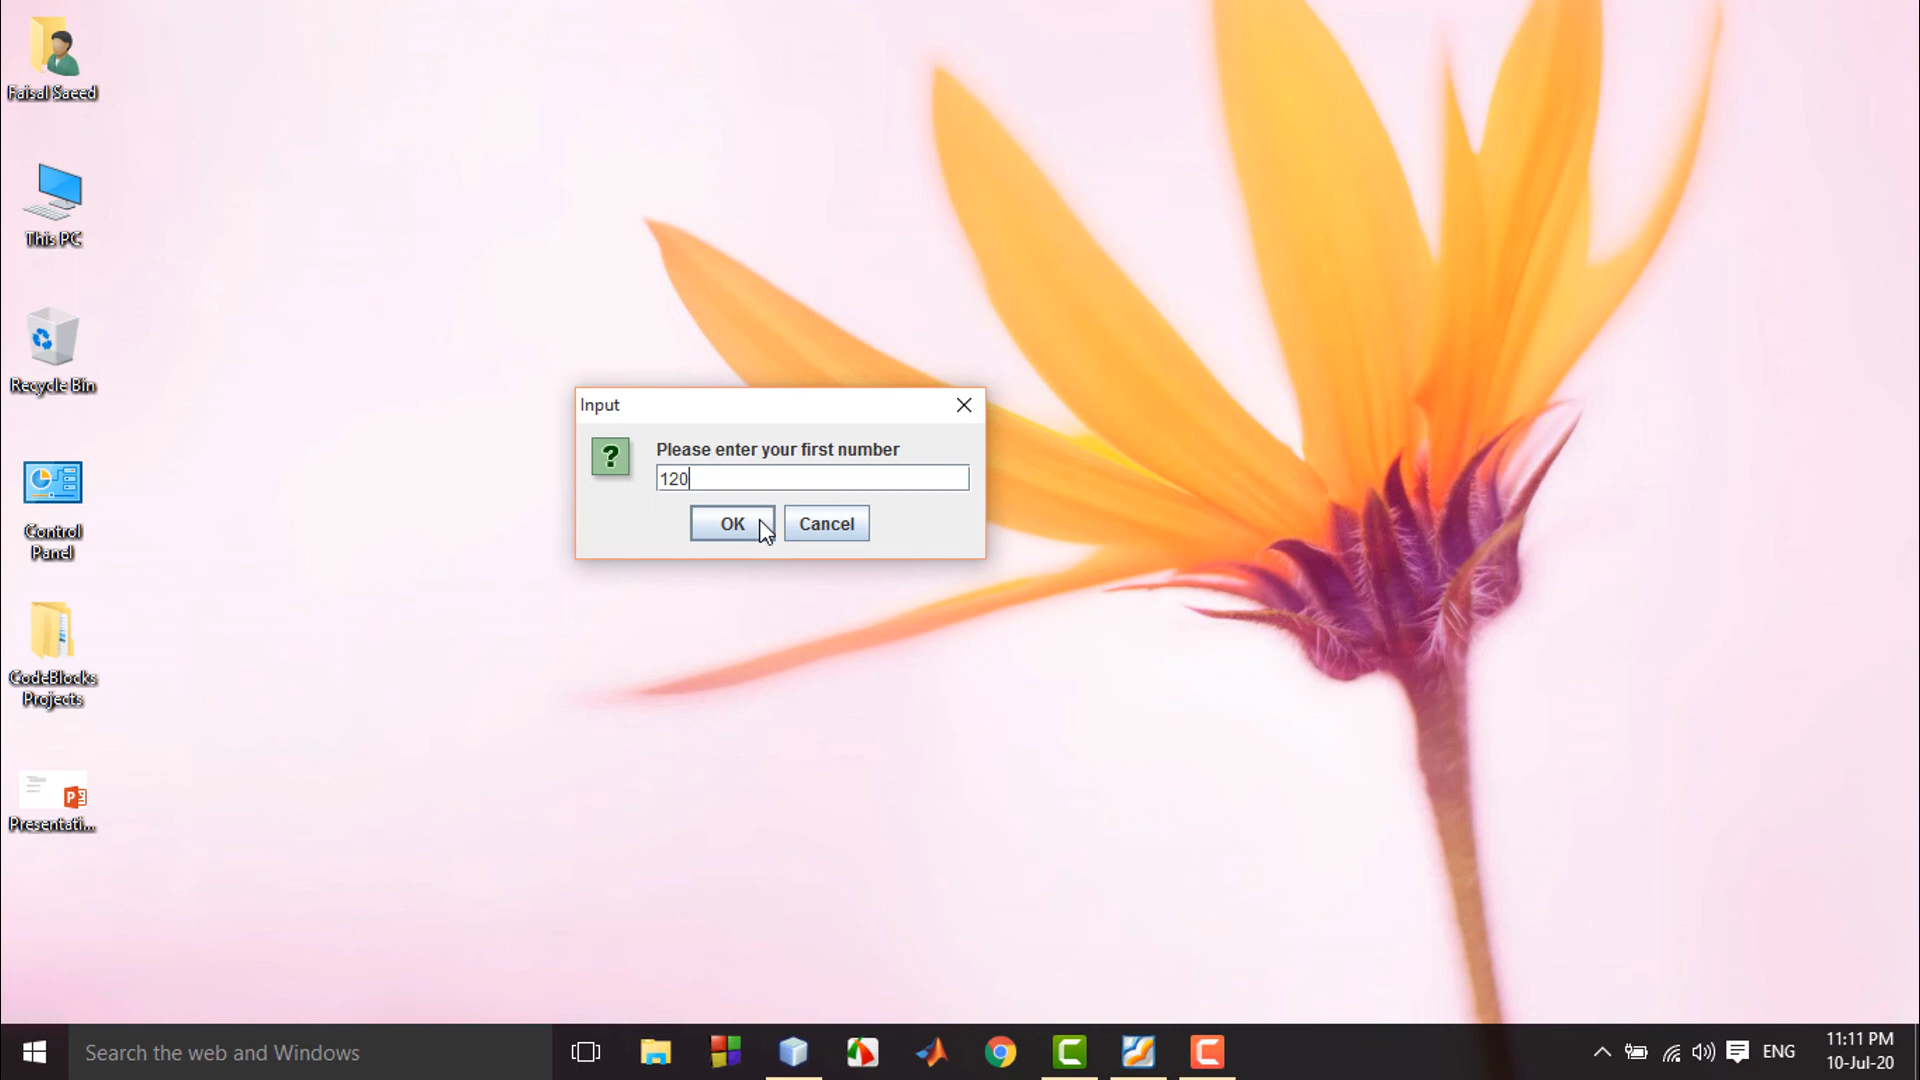 Faisal Saeed
This PC
Recycle Bin
Control
Panel
CodeBlocks
Projects
Presentati...
Input
?
Please enter your first number
120
OK
Cancel
Search the web and Windows
ENG
11:11 PM
10-Jul-20